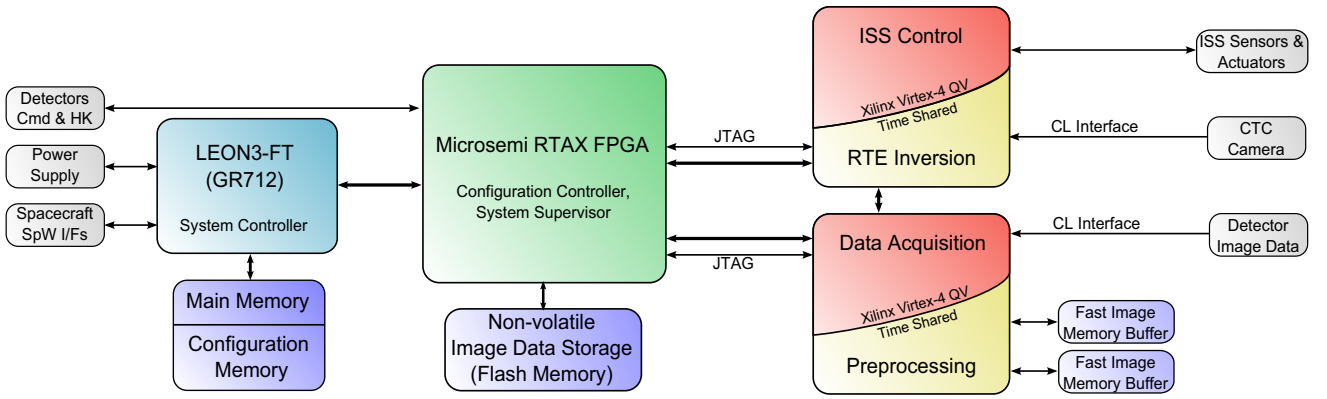 Detectors
Cmd & HK
Power
Supply
Spacecraft
SpW I/Fs
LEON3-FT
(GR712)
System Controller
Main Memory
Configuration
Memory
Microsemi RTAX FPGA
Configuration Controller,
System Supervisor
Non-volatile
Image Data Storage
(Flash Memory)
JTAG
JTAG
ISS Control
Xilinx Virtex-4 QV
Time Shared
RTE Inversion
Data Acquisition
Xilinx Virtex-4 QV
Time Shared
Preprocessing
CL Interface
CL Interface
ISS Sensors &
Actuators
CTC
Camera
Detector
Image Data
Fast Image
Memory Buffer
Fast Image
Memory Buffer